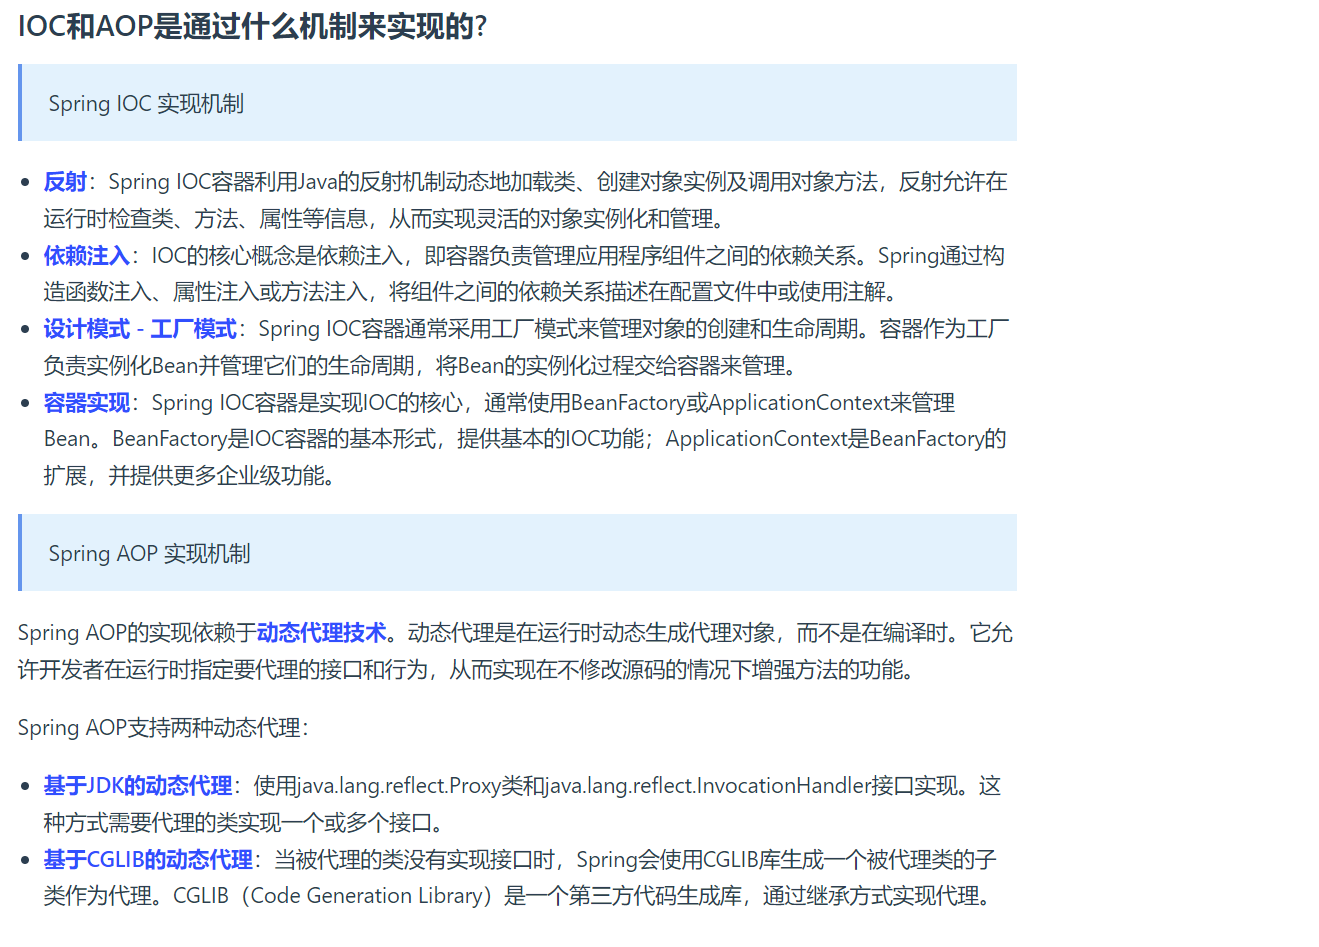 IOC和AOP是通过什么机制来实现的?
Spring IOC 实现机制
反射：Spring IOC容器利用Java的反射机制动态地加载类、创建对象实例及调用对象方法，反射允许在
运行时检查类、方法、属性等信息，从而实现灵活的对象实例化和管理。
依赖注入：IOC的核心概念是依赖注入，即容器负责管理应用程序组件之间的依赖关系。Spring通过构
造函数注入、属性注入或方法注入，将组件之间的依赖关系描述在配置文件中或使用注解。
设计模式 - 工厂模式：Spring IOC容器通常采用工厂模式来管理对象的创建和生命周期。容器作为工厂
负责实例化Bean并管理它们的生命周期，将Bean的实例化过程交给容器来管理。
容器实现：Spring IOC容器是实现IOC的核心，通常使用BeanFactory或ApplicationContext来管理
Bean。BeanFactory是IOC容器的基本形式，提供基本的IOC功能；ApplicationContext是BeanFactory的
扩展，并提供更多企业级功能。
Spring AOP 实现机制
Spring AOP的实现依赖于动态代理技术。动态代理是在运行时动态生成代理对象，而不是在编译时。它允
许开发者在运行时指定要代理的接口和行为，从而实现在不修改源码的情况下增强方法的功能。
Spring AOP支持两种动态代理：
基于JDK的动态代理：使用java.lang.reflect.Proxy类和java.lang.reflect.InvocationHandler接口实现。这
种方式需要代理的类实现一个或多个接口。
基于CGLIB的动态代理：当被代理的类没有实现接口时，Spring会使用CGLIB库生成一个被代理类的子
类作为代理。CGLIB（Code Generation Library）是一个第三方代码生成库，通过继承方式实现代理。